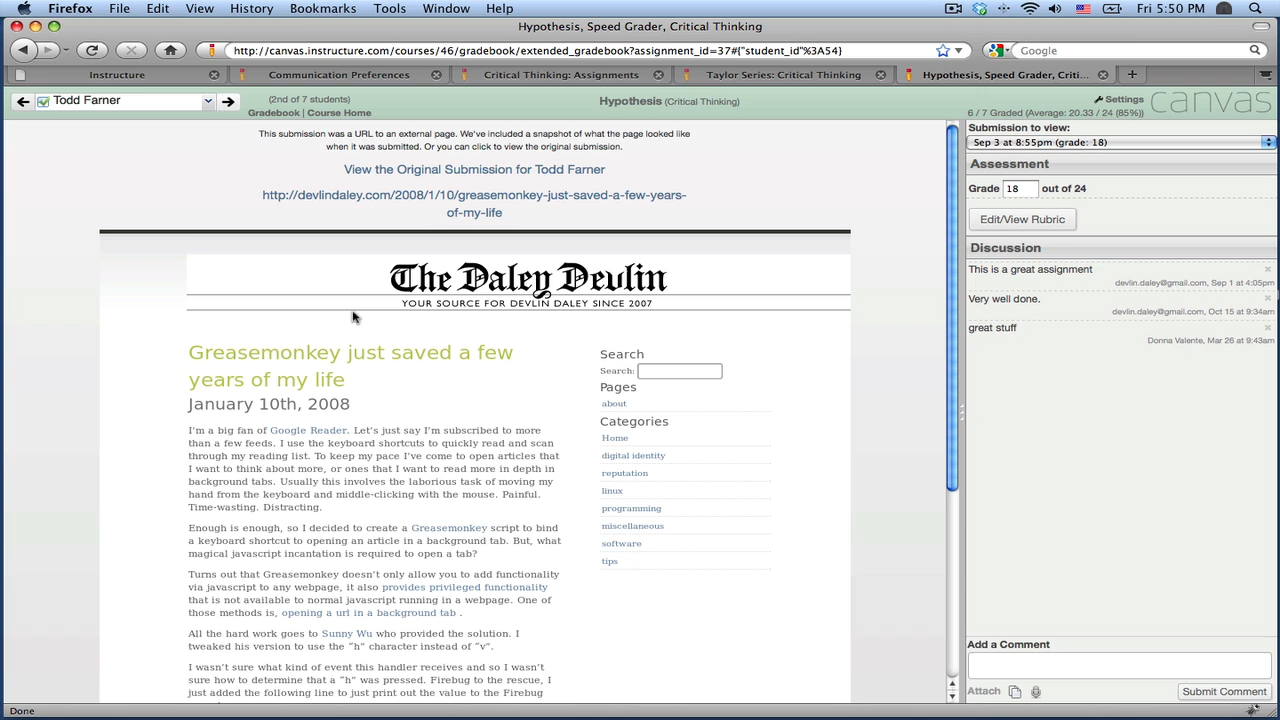 Firefox File Edit View History Bookmarks Tools Window Help Fri 5:50 PM
Hypothesis, Speed Grader, Critical Thinking
http://canvas.instructure.com/courses/46/gradebook/extended_gradebook?assignment_id=37#{"student_id"%3A54} Google
Instructure Communication Preferences Critical Thinking: Assignments Taylor Series: Critical Thinking Hypothesis, Speed Grader, Criti...
Todd Farner
(2nd of 7 students)
Gradebook | Course Home
Hypothesis (Critical Thinking)
Settings
6 / 7 Graded (Average: 20.33 / 24 (85%))
canvas
This submission was a URL to an external page. We've included a snapshot of what the page looked like
when it was submitted. Or you can click to view the original submission.
View the Original Submission for Todd Farner
http://devlindaley.com/2008/1/10/greasemonkey-just-saved-a-few-years-
of-my-life
The Daley Devlin
YOUR SOURCE FOR DEVLIN DALEY SINCE 2007
Greasemonkey just saved a few
years of my life
January 10th, 2008
I'm a big fan of Google Reader. Let's just say I'm subscribed to more
than a few feeds. I use the keyboard shortcuts to quickly read and scan
through my reading list. To keep my pace I've come to open articles that
I want to think about more, or ones that I want to read more in depth in
background tabs. Usually this involves the laborious task of moving my
hand from the keyboard and middle-clicking with the mouse. Painful.
Time-wasting. Distracting.
Enough is enough, so I decided to create a Greasemonkey script to bind
a keyboard shortcut to opening an article in a background tab. But, what
magical javascript incantation is required to open a tab?
Turns out that Greasemonkey doesn't only allow you to add functionality
via javascript to any webpage, it also provides privileged functionality
that is not available to normal javascript running in a webpage. One of
those methods is, opening a url in a background tab .
All the hard work goes to Sunny Wu who provided the solution. I
tweaked his version to use the "h" character instead of "v".
I wasn't sure what kind of event this handler receives and so I wasn't
sure how to determine that a "h" was pressed. Firebug to the rescue, I
just added the following line to just print out the value to the Firebug
Search
Search:
Pages
about
Categories
Home
digital identity
reputation
linux
programming
miscellaneous
software
tips
Submission to view:
Sep 3 at 8:55pm (grade: 18)
Assessment
Grade 18 out of 24
Edit/View Rubric
Discussion
This is a great assignment
devlin.daley@gmail.com, Sep 1 at 4:05pm
Very well done.
devlin.daley@gmail.com, Oct 15 at 9:34am
great stuff
Donna Valente, Mar 26 at 9:43am
Add a Comment
Attach
Submit Comment
Done